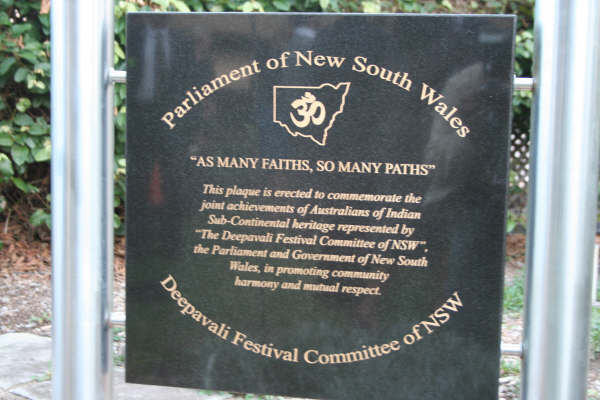 Parliament of New South Wales
ॐ
“AS MANY FAITHS, SO MANY PATHS”
This plaque is erected to commemorate the
joint achievements of Australians of Indian
Sub-Continental heritage represented by
“The Deepavali Festival Committee of NSW”,
the Parliament and Government of New South
Wales, in promoting community
harmony and mutual respect.
Deepavali Festival Committee of NSW